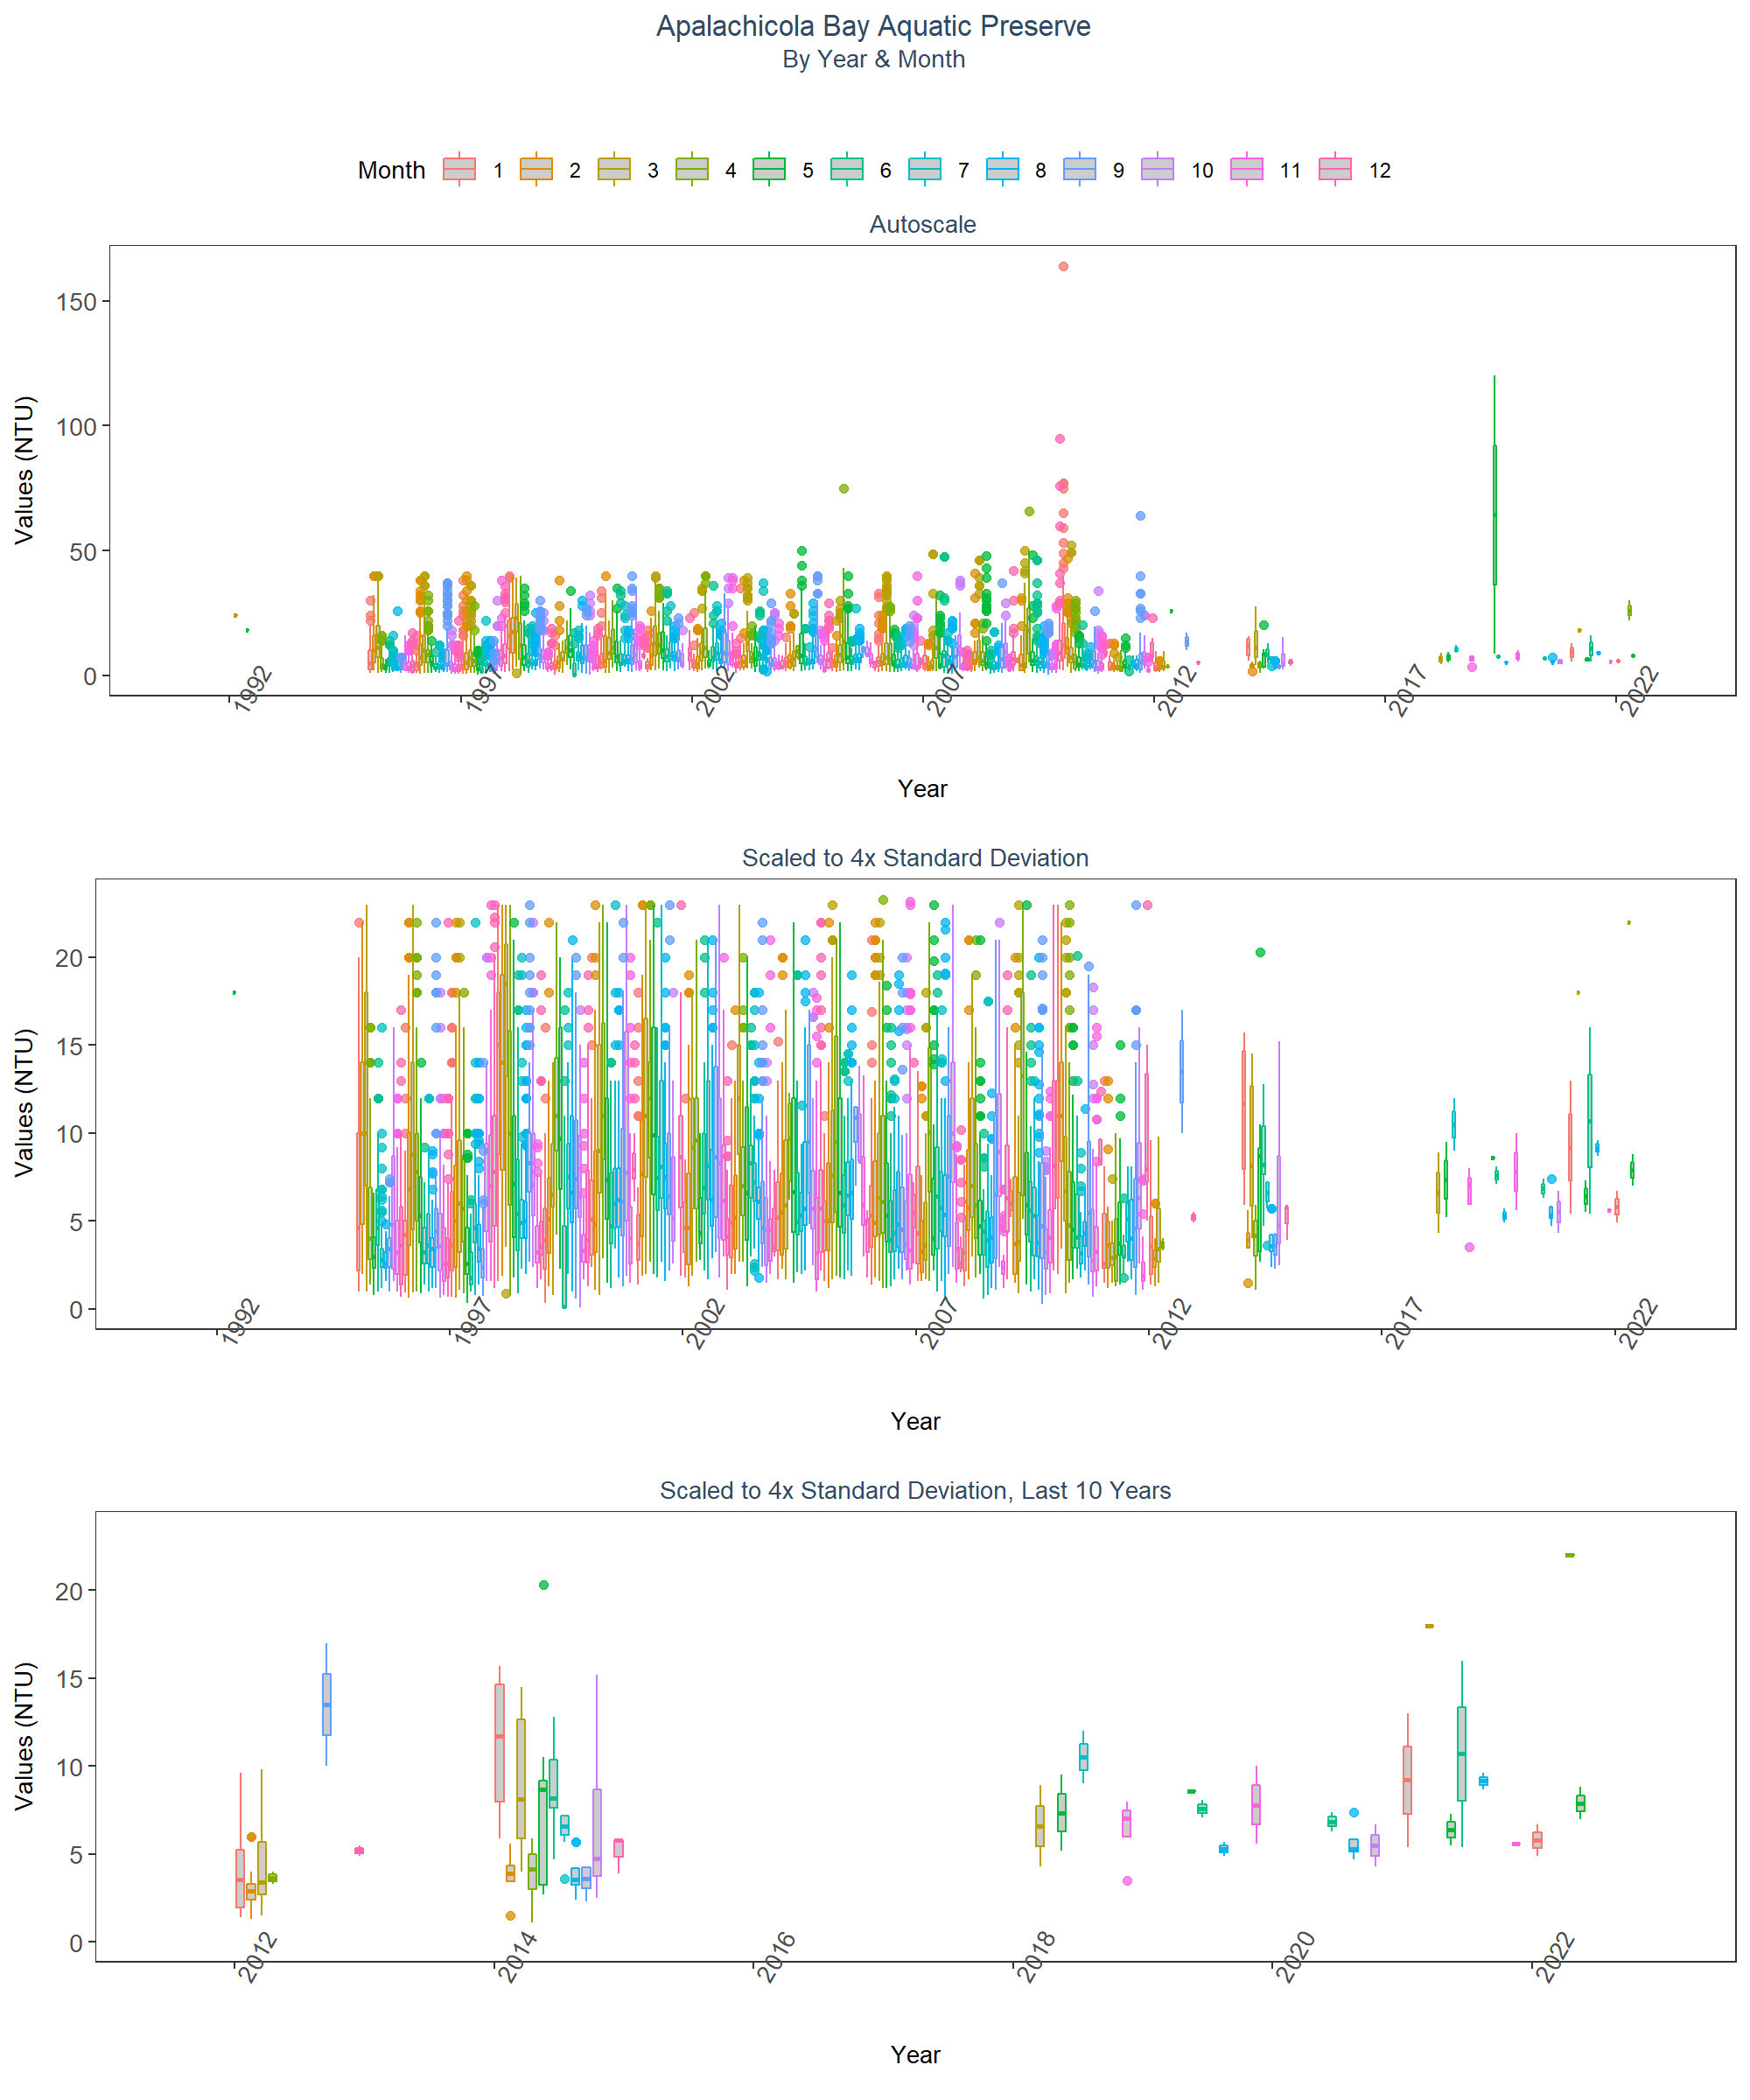 Apalachicola Bay Aquatic Preserve
By Year & Month
Month 1 2 3 4 5 6 7 8 9 10 11 12
Autoscale
Values (NTU)
150
100
50
0
1992 1997 2002 2007 2012 2017 2022
Year
Scaled to 4x Standard Deviation
Values (NTU)
20
15
10
5
0
1992 1997 2002 2007 2012 2017 2022
Year
Scaled to 4x Standard Deviation, Last 10 Years
Values (NTU)
20
15
10
5
0
2012 2014 2016 2018 2020 2022
Year